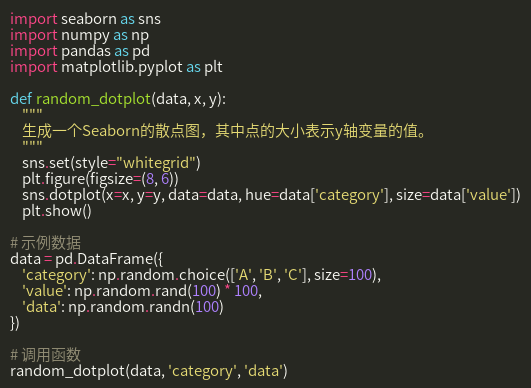 import seaborn as sns
import numpy as np
import pandas as pd
import matplotlib.pyplot as plt

def random_dotplot(data, x, y):
    """
    生成一个Seaborn的散点图，其中点的大小表示y轴变量的值。
    """
    sns.set(style="whitegrid")
    plt.figure(figsize=(8, 6))
    sns.dotplot(x=x, y=y, data=data, hue=data['category'], size=data['value'])
    plt.show()

# 示例数据
data = pd.DataFrame({
    'category': np.random.choice(['A', 'B', 'C'], size=100),
    'value': np.random.rand(100) * 100,
    'data': np.random.randn(100)
})

# 调用函数
random_dotplot(data, 'category', 'data')